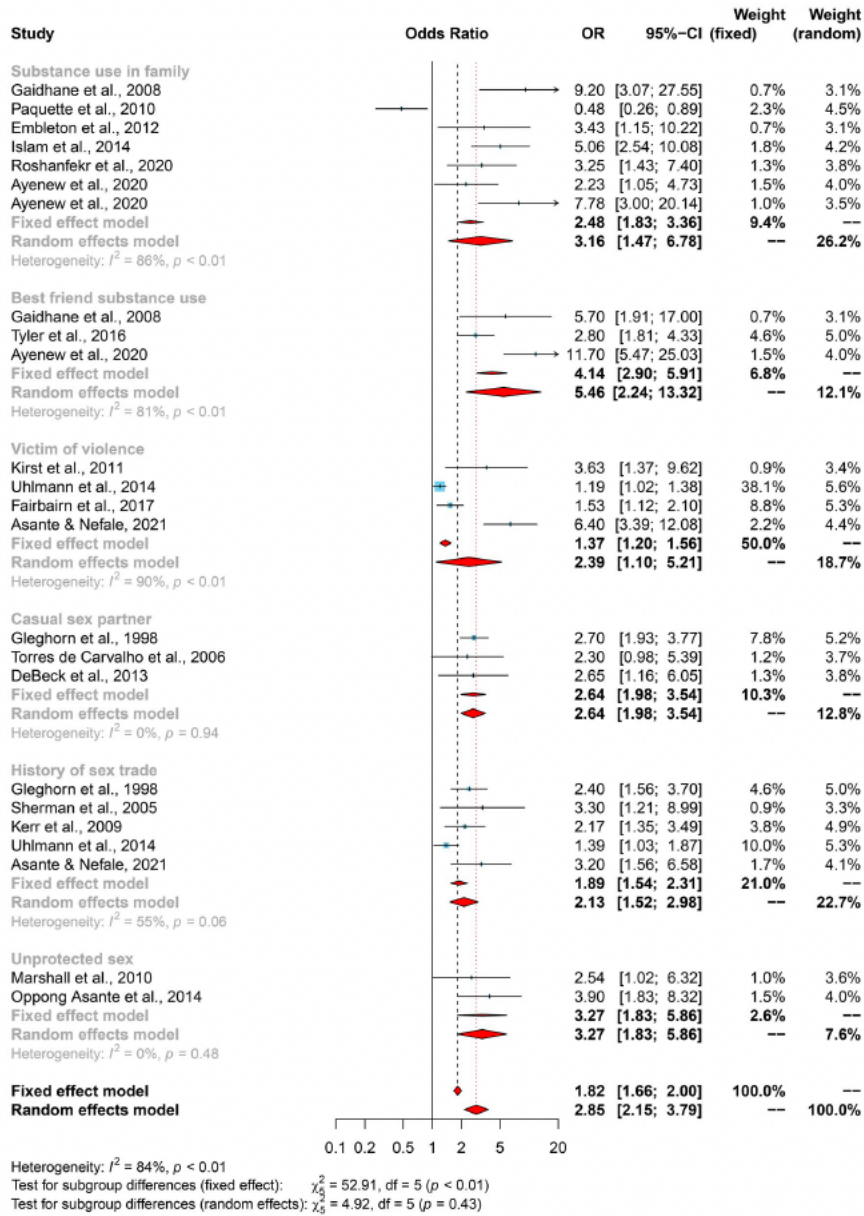 Weight Weight
Study Odds Ratio OR 95%−CI (fixed) (random)
Substance use in family
Gaidhane et al., 2008 9.20 [3.07; 27.55] 0.7% 3.1%
Paquette et al., 2010 0.48 [0.26; 0.89] 2.3% 4.5%
Embleton et al., 2012 3.43 [1.15; 10.22] 0.7% 3.1%
Islam et al., 2014 5.06 [2.54; 10.08] 1.8% 4.2%
Roshanfekr et al., 2020 3.25 [1.43; 7.40] 1.3% 3.8%
Ayenew et al., 2020 2.23 [1.05; 4.73] 1.5% 4.0%
Ayenew et al., 2020 7.78 [3.00; 20.14] 1.0% 3.5%
Fixed effect model 2.48 [1.83; 3.36] 9.4% −−
Random effects model 3.16 [1.47; 6.78] −− 26.2%
Heterogeneity: I² = 86%, p < 0.01
Best friend substance use
Gaidhane et al., 2008 5.70 [1.91; 17.00] 0.7% 3.1%
Tyler et al., 2016 2.80 [1.81; 4.33] 4.6% 5.0%
Ayenew et al., 2020 11.70 [5.47; 25.03] 1.5% 4.0%
Fixed effect model 4.14 [2.90; 5.91] 6.8% −−
Random effects model 5.46 [2.24; 13.32] −− 12.1%
Heterogeneity: I² = 81%, p < 0.01
Victim of violence
Kirst et al., 2011 3.63 [1.37; 9.62] 0.9% 3.4%
Uhlmann et al., 2014 1.19 [1.02; 1.38] 38.1% 5.6%
Fairbairn et al., 2017 1.53 [1.12; 2.10] 8.8% 5.3%
Asante & Nefale, 2021 6.40 [3.39; 12.08] 2.2% 4.4%
Fixed effect model 1.37 [1.20; 1.56] 50.0% −−
Random effects model 2.39 [1.10; 5.21] −− 18.7%
Heterogeneity: I² = 90%, p < 0.01
Casual sex partner
Gleghorn et al., 1998 2.70 [1.93; 3.77] 7.8% 5.2%
Torres de Carvalho et al., 2006 2.30 [0.98; 5.39] 1.2% 3.7%
DeBeck et al., 2013 2.65 [1.16; 6.05] 1.3% 3.8%
Fixed effect model 2.64 [1.98; 3.54] 10.3% −−
Random effects model 2.64 [1.98; 3.54] −− 12.8%
Heterogeneity: I² = 0%, p = 0.94
History of sex trade
Gleghorn et al., 1998 2.40 [1.56; 3.70] 4.6% 5.0%
Sherman et al., 2005 3.30 [1.21; 8.99] 0.9% 3.3%
Kerr et al., 2009 2.17 [1.35; 3.49] 3.8% 4.9%
Uhlmann et al., 2014 1.39 [1.03; 1.87] 10.0% 5.3%
Asante & Nefale, 2021 3.20 [1.56; 6.58] 1.7% 4.1%
Fixed effect model 1.89 [1.54; 2.31] 21.0% −−
Random effects model 2.13 [1.52; 2.98] −− 22.7%
Heterogeneity: I² = 55%, p = 0.06
Unprotected sex
Marshall et al., 2010 2.54 [1.02; 6.32] 1.0% 3.6%
Oppong Asante et al., 2014 3.90 [1.83; 8.32] 1.5% 4.0%
Fixed effect model 3.27 [1.83; 5.86] 2.6% −−
Random effects model 3.27 [1.83; 5.86] −− 7.6%
Heterogeneity: I² = 0%, p = 0.48
Fixed effect model 1.82 [1.66; 2.00] 100.0% −−
Random effects model 2.85 [2.15; 3.79] −− 100.0%
0.1 0.1 0.5 1 2 5 10 20
Heterogeneity: I² = 84%, p < 0.01
Test for subgroup differences (fixed effect): χ²₅ = 52.91, df = 5 (p < 0.01)
Test for subgroup differences (random effects): χ²₅ = 4.92, df = 5 (p = 0.43)